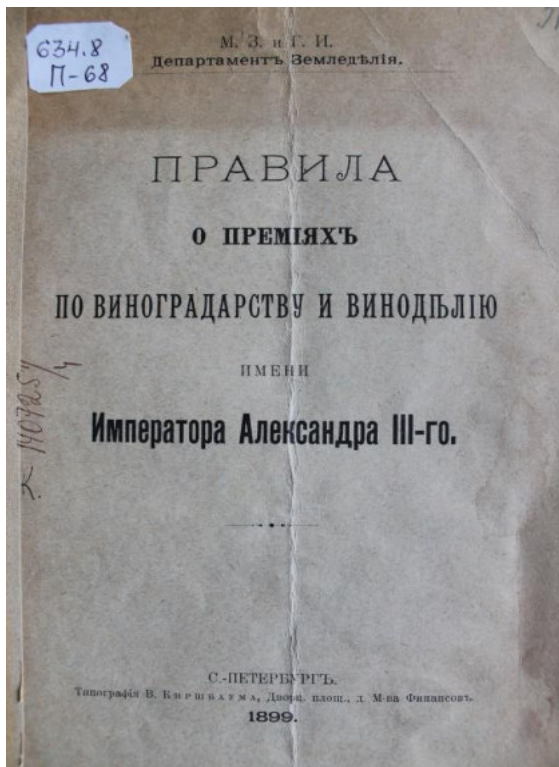 634.8
П-68
М. З. и Г. И.
Департаментъ Земледѣлія.
ПРАВИЛА
О ПРЕМІЯХЪ
ПО ВИНОГРАДАРСТВУ И ВИНОДѢЛІЮ
ИМЕНИ
Императора Александра III-го.
С.-ПЕТЕРБУРГЪ.
Типографія В. Киршбаума, Дворц. площ., д. М-ва Финансовъ.
1899.